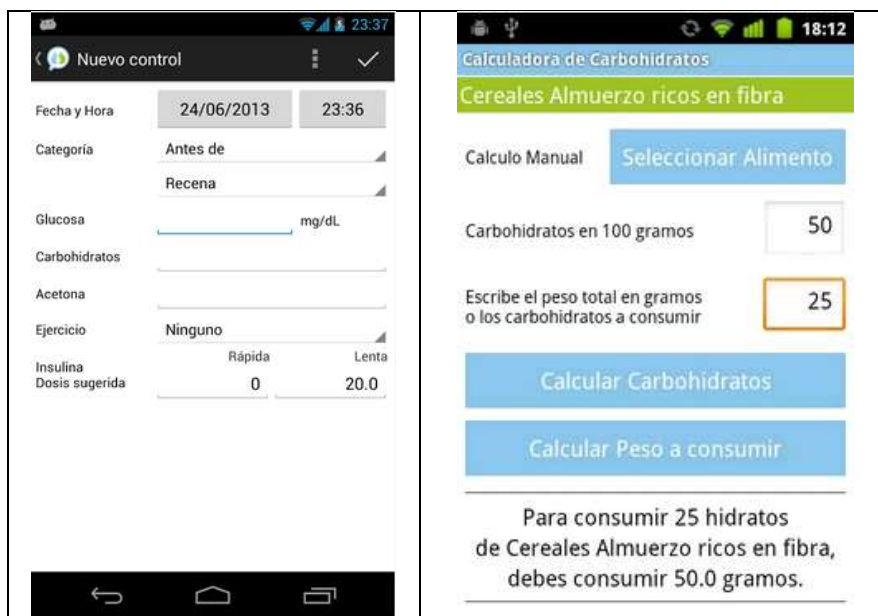 23:37
Nuevo control
Fecha y Hora 24/06/2013 23:36
Categoría Antes de
Recena
Glucosa mg/dL
Carbohidratos
Acetona
Ejercicio Ninguno
Rápida Lenta
Insulina
Dosis sugerida 0 20.0
18:12
Calculadora de Carbohidratos
Cereales Almuerzo ricos en fibra
Calculo Manual Seleccionar Alimento
Carbohidratos en 100 gramos 50
Escribe el peso total en gramos
o los carbohidratos a consumir 25
Calcular Carbohidratos
Calcular Peso a consumir
Para consumir 25 hidratos
de Cereales Almuerzo ricos en fibra,
debes consumir 50.0 gramos.